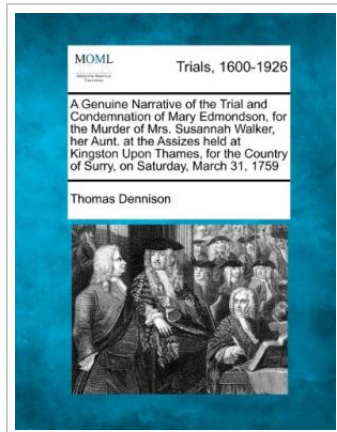 MOML
Trials, 1600-1926
A Genuine Narrative of the Trial and
Condemnation of Mary Edmondson, for
the Murder of Mrs. Susannah Walker,
her Aunt. at the Assizes held at
Kingston Upon Thames, for the Country
of Surry, on Saturday, March 31, 1759
Thomas Dennison